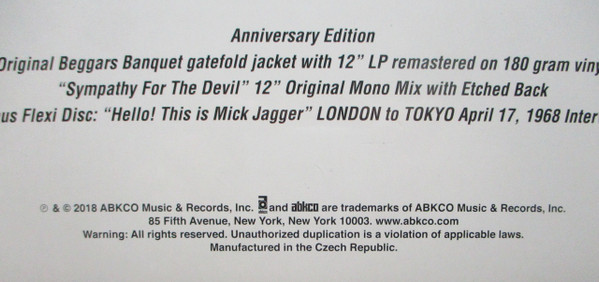 Anniversary Edition
Original Beggars Banquet gatefold jacket with 12” LP remastered on 180 gram viny
“Sympathy For The Devil” 12” Original Mono Mix with Etched Back
us Flexi Disc: “Hello! This is Mick Jagger” LONDON to TOKYO April 17, 1968 Inter
℗ & © 2018 ABKCO Music & Records, Inc. a and abkco are trademarks of ABKCO Music & Records, Inc.
85 Fifth Avenue, New York, New York 10003. www.abkco.com
Warning: All rights reserved. Unauthorized duplication is a violation of applicable laws.
Manufactured in the Czech Republic.